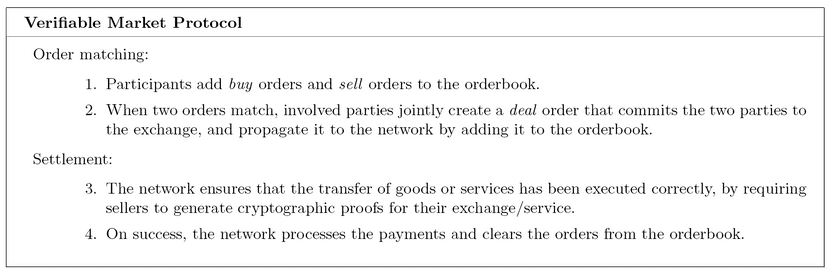 Verifiable Market Protocol
Order matching:
1. Participants add buy orders and sell orders to the orderbook.
2. When two orders match, involved parties jointly create a deal order that commits the two parties to
the exchange, and propagate it to the network by adding it to the orderbook.
Settlement:
3. The network ensures that the transfer of goods or services has been executed correctly, by requiring
sellers to generate cryptographic proofs for their exchange/service.
4. On success, the network processes the payments and clears the orders from the orderbook.